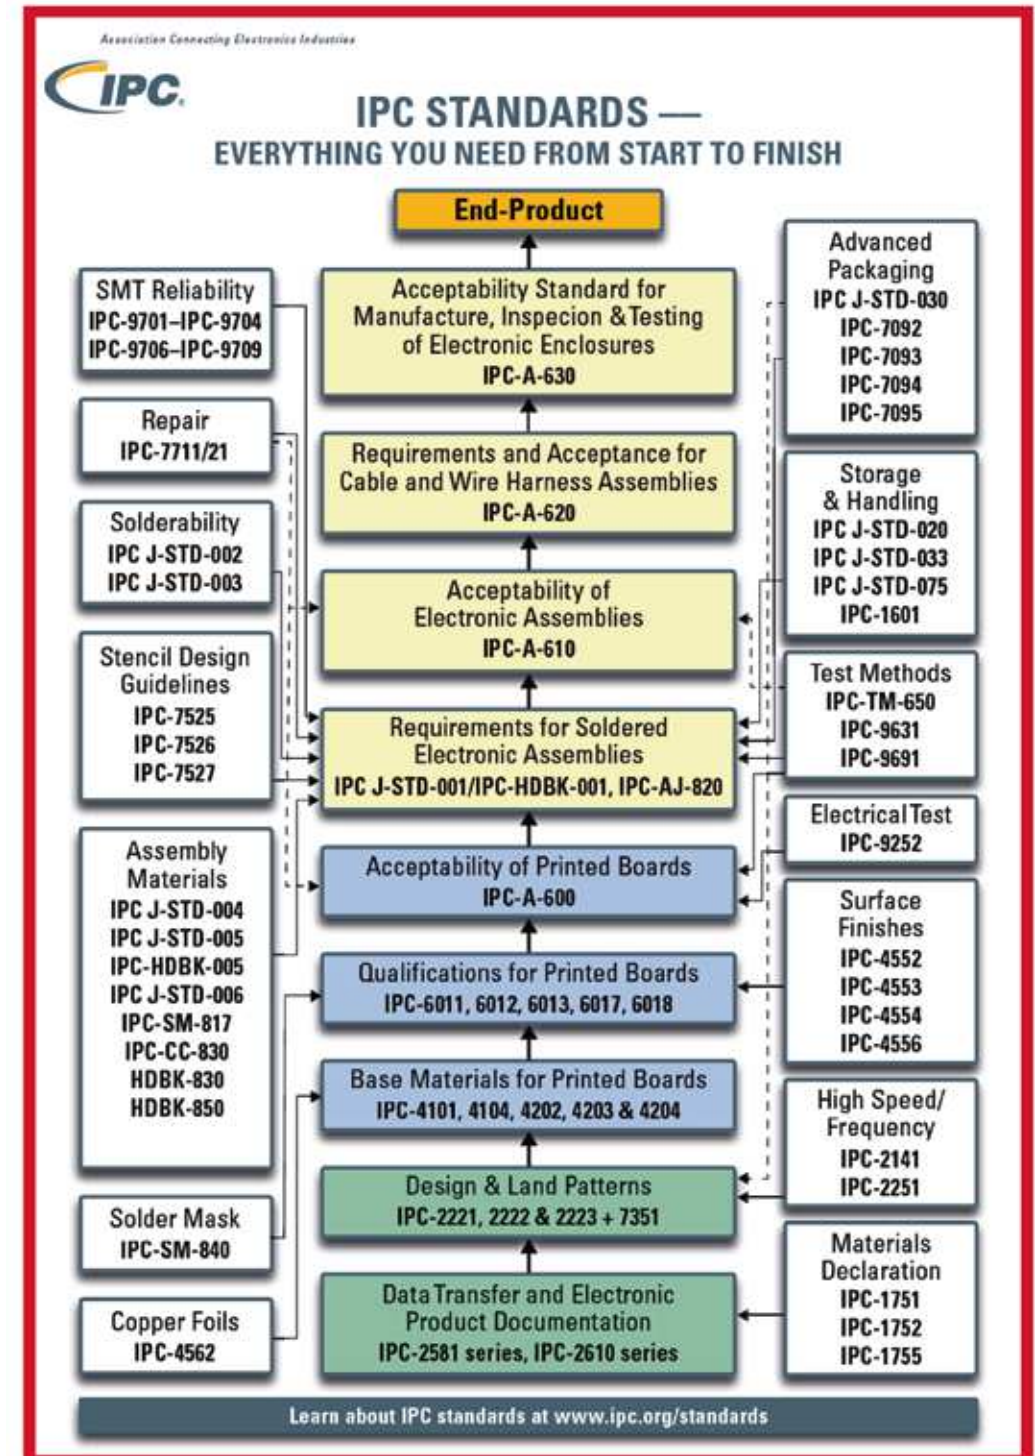 Association Connecting Electronics Industries
IPC®
IPC STANDARDS —
EVERYTHING YOU NEED FROM START TO FINISH
End-Product
Acceptability Standard for
Manufacture, Inspecion & Testing
of Electronic Enclosures
IPC-A-630
Requirements and Acceptance for
Cable and Wire Harness Assemblies
IPC-A-620
Acceptability of
Electronic Assemblies
IPC-A-610
Requirements for Soldered
Electronic Assemblies
IPC J-STD-001/IPC-HDBK-001, IPC-AJ-820
Acceptability of Printed Boards
IPC-A-600
Qualifications for Printed Boards
IPC-6011, 6012, 6013, 6017, 6018
Base Materials for Printed Boards
IPC-4101, 4104, 4202, 4203 & 4204
Design & Land Patterns
IPC-2221, 2222 & 2223 + 7351
Data Transfer and Electronic
Product Documentation
IPC-2581 series, IPC-2610 series
SMT Reliability
IPC-9701–IPC-9704
IPC-9706–IPC-9709
Repair
IPC-7711/21
Solderability
IPC J-STD-002
IPC J-STD-003
Stencil Design
Guidelines
IPC-7525
IPC-7526
IPC-7527
Assembly
Materials
IPC J-STD-004
IPC J-STD-005
IPC-HDBK-005
IPC J-STD-006
IPC-SM-817
IPC-CC-830
HDBK-830
HDBK-850
Solder Mask
IPC-SM-840
Copper Foils
IPC-4562
Advanced
Packaging
IPC J-STD-030
IPC-7092
IPC-7093
IPC-7094
IPC-7095
Storage
& Handling
IPC J-STD-020
IPC J-STD-033
IPC J-STD-075
IPC-1601
Test Methods
IPC-TM-650
IPC-9631
IPC-9691
Electrical Test
IPC-9252
Surface
Finishes
IPC-4552
IPC-4553
IPC-4554
IPC-4556
High Speed/
Frequency
IPC-2141
IPC-2251
Materials
Declaration
IPC-1751
IPC-1752
IPC-1755
Learn about IPC standards at www.ipc.org/standards